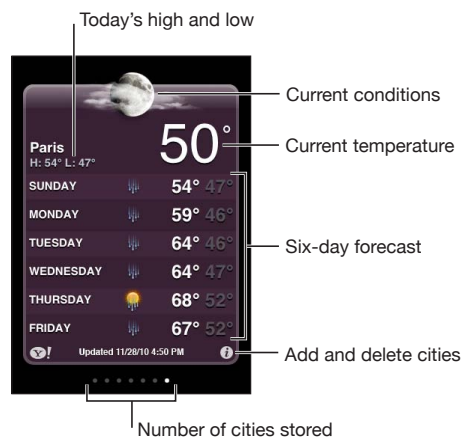 Today's high and low
Current conditions
50°
Current temperature
Paris
H: 54° L: 47°
SUNDAY 54° 47°
MONDAY 59° 46°
TUESDAY 64° 46°
Six-day forecast
WEDNESDAY 64° 47°
THURSDAY 68° 52°
FRIDAY 67° 52°
Y! Updated 11/28/10 4:50 PM i
Add and delete cities
Number of cities stored